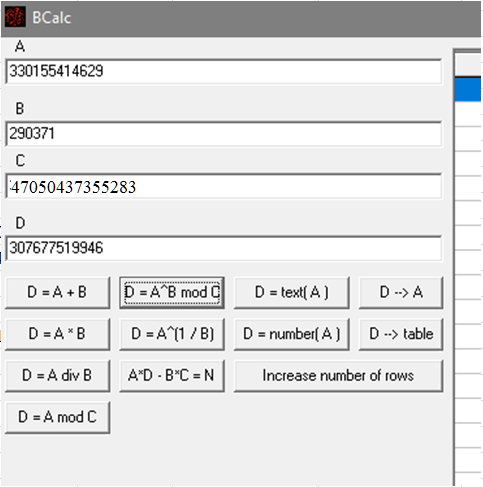 BCalc
A
330155414629
B
290371
C
47050437355283
D
307677519946
D = A + B
D = A^B mod C
D = text( A )
D --> A
D = A * B
D = A^(1 / B)
D = number( A )
D --> table
D = A div B
A*D - B*C = N
Increase number of rows
D = A mod C